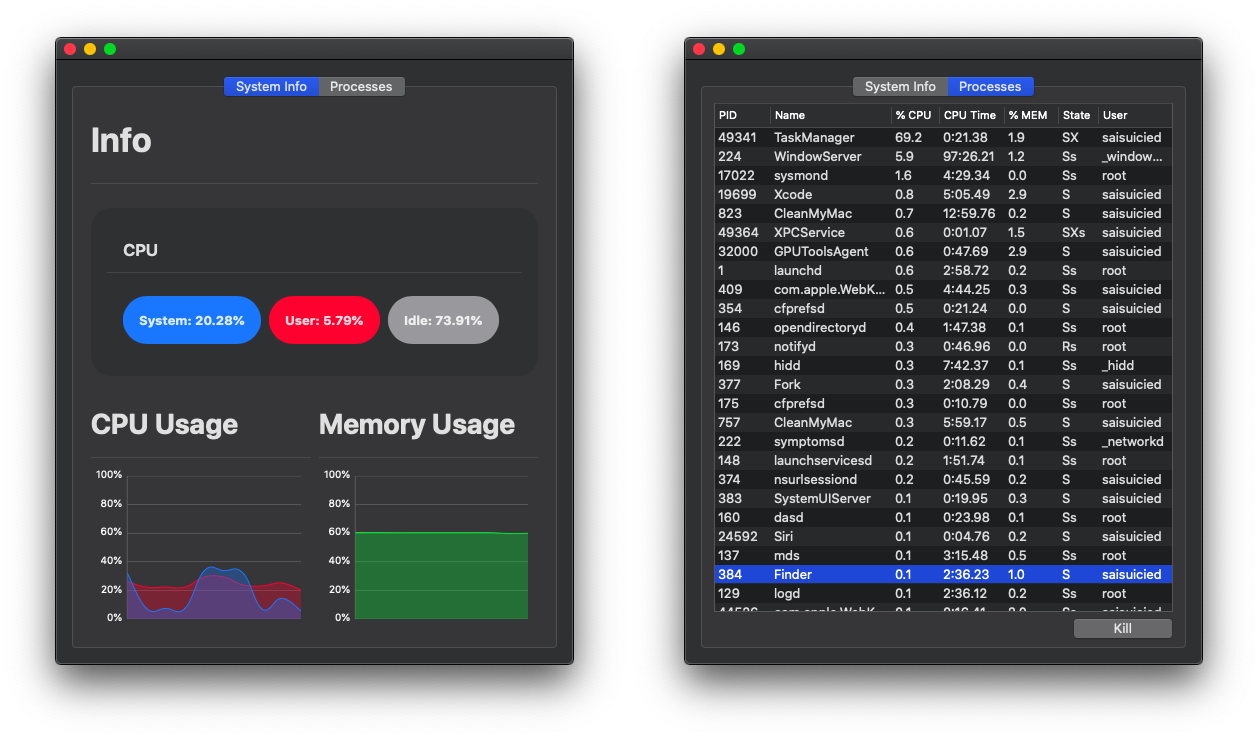 System Info Processes
Info
CPU
System: 20.28% User: 5.79% Idle: 73.91%
CPU Usage
100%
80%
60%
40%
20%
0%
Memory Usage
100%
80%
60%
40%
20%
0%
System Info Processes
PID Name % CPU CPU Time % MEM State User
49341 TaskManager 69.2 0:21.38 1.9 SX saisuicied
224 WindowServer 5.9 97:26.21 1.2 Ss _window...
17022 sysmond 1.6 4:29.34 0.0 Ss root
19699 Xcode 0.8 5:05.49 2.9 S saisuicied
823 CleanMyMac 0.7 12:59.76 0.2 S saisuicied
49364 XPCService 0.6 0:01.07 1.5 SXs saisuicied
32000 GPUToolsAgent 0.6 0:47.69 2.9 S saisuicied
1 launchd 0.6 2:58.72 0.2 Ss root
409 com.apple.WebK... 0.5 4:44.25 0.3 Ss saisuicied
354 cfprefsd 0.5 0:21.24 0.0 S saisuicied
146 opendirectoryd 0.4 1:47.38 0.1 Ss root
173 notifyd 0.3 0:46.96 0.0 Rs root
169 hidd 0.3 7:42.37 0.1 Ss _hidd
377 Fork 0.3 2:08.29 0.4 S saisuicied
175 cfprefsd 0.3 0:10.79 0.0 Ss root
757 CleanMyMac 0.3 5:59.17 0.5 S saisuicied
222 symptomsd 0.2 0:11.62 0.1 Ss _networkd
148 launchservicesd 0.2 1:51.74 0.1 Ss root
374 nsurlsessiond 0.2 0:45.59 0.2 S saisuicied
383 SystemUIServer 0.1 0:19.95 0.3 S saisuicied
160 dasd 0.1 0:23.98 0.1 Ss root
24592 Siri 0.1 0:04.76 0.2 S saisuicied
137 mds 0.1 3:15.48 0.5 Ss root
384 Finder 0.1 2:36.23 1.0 S saisuicied
129 logd 0.1 2:36.12 0.2 Ss root
Kill